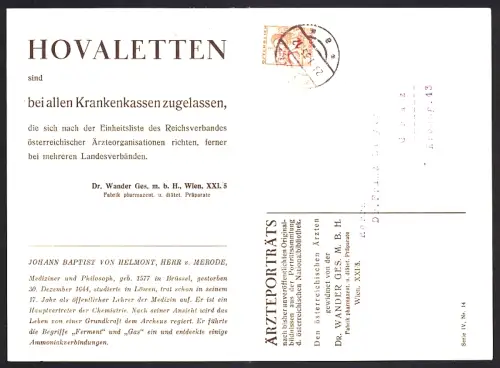 HOVALETTEN
sind
bei allen Krankenkassen zugelassen,
die sich nach der Einheitsliste des Reichsverbandes
österreichischer Ärzteorganisationen richten, ferner
bei mehreren Landesverbänden.
Dr. Wander Ges. m. b. H., Wien, XXI. 5
Fabrik pharmazeut. u. diätet. Präparate
JOHANN BAPTIST VON HELMONT, HERR v. MERODE,
Mediziner und Philosoph, geb. 1577 in Brüssel, gestorben
30. Dezember 1644, studierte in Löwen, trat schon in seinem
17. Jahr als öffentlicher Lehrer der Medizin auf. Er ist ein
Hauptvertreter der Chemiatrie. Nach seiner Ansicht wird das
Leben von einer Grundkraft dem Archeus regiert. Er führte
die Begriffe „Ferment" und „Gas" ein und entdeckte einige
Ammoniakverbindungen.
ÄRZTEPORTRÄTS
nach bisher unveröffentlichten Original-
bildnissen aus der Porträtsammlung
d. österreichischen Nationalbibliothek.
Den österreichischen Ärzten
gewidmet von der
Dr. WANDER GES. M. B. H.
Fabrik pharmazeut. u. diätet. Präparate
Wien, XXI/5.
Serie IV, Nr. 14